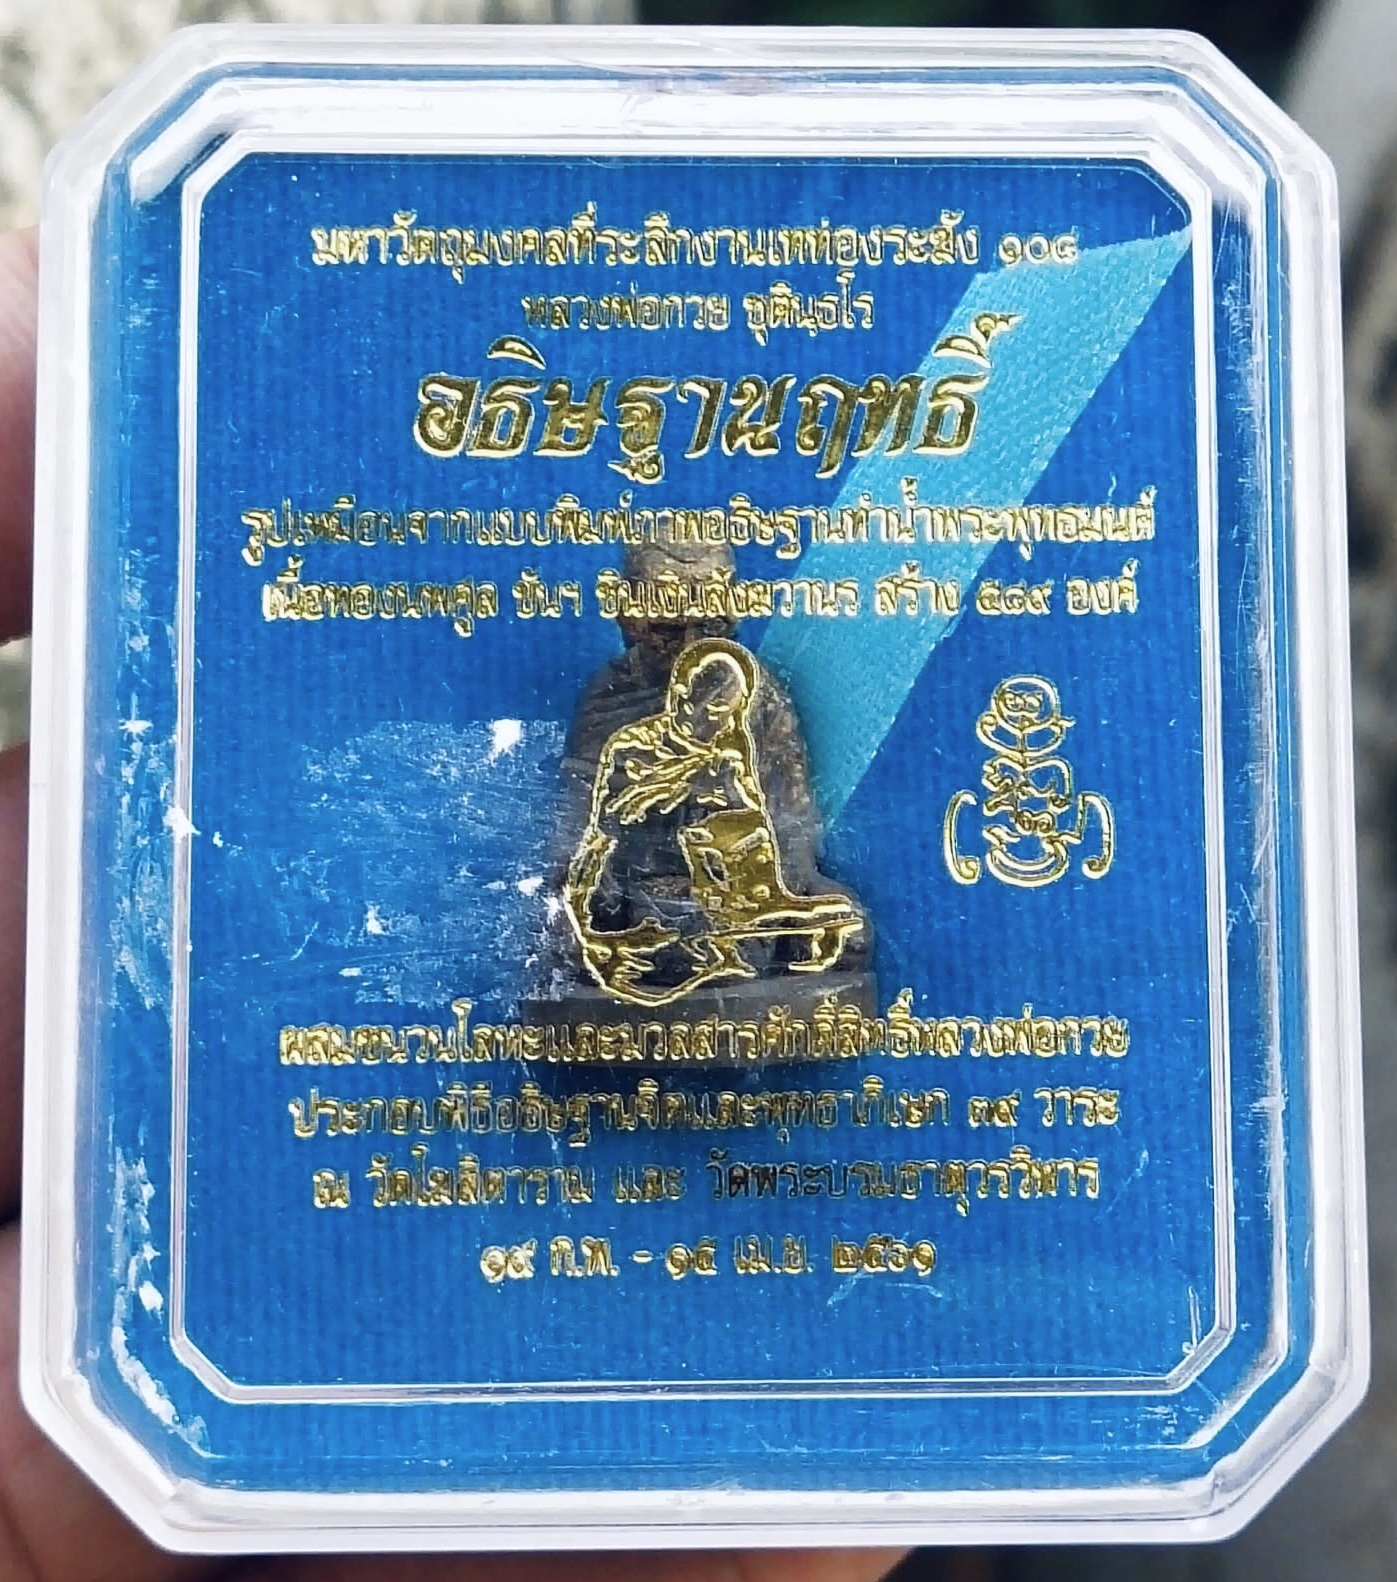 มหาวัตถุมงคลที่ระลึกงานเททองระฆัง ๑๐๘
หลวงพ่อกวย ชุตินฺธโร
อธิษฐานฤทธิ์
รูปเหมือนจากแบบพิมพ์ภาพอธิษฐานทำน้ำพระพุทธมนต์
เนื้อทองนพศูล ขันฯ ชินเงินสังฆวานร สร้าง ๕๘๙ องค์
ผสมชนวนโลหะและมวลสารศักดิ์สิทธิ์หลวงพ่อกวย
ประกอบพิธีอธิษฐานจิตและพุทธาภิเษก ๓๙ วาระ
ณ วัดโฆสิตาราม และ วัดพระบรมธาตุวรวิหาร
๑๙ ก.พ. - ๑๕ เม.ย. ๒๕๖๑